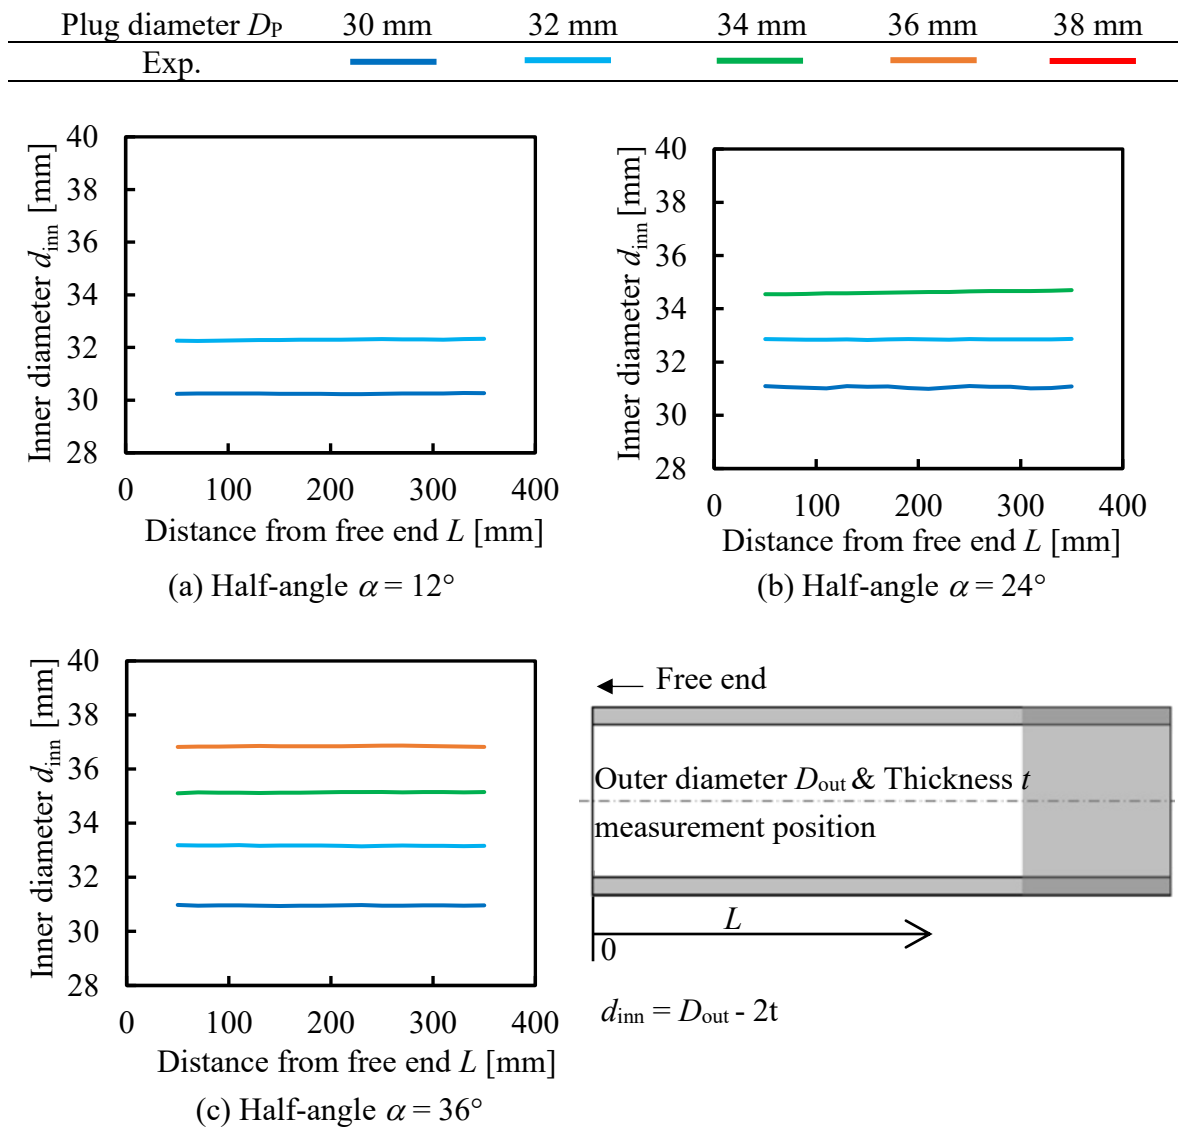 Plug diameter DP 30 mm 32 mm 34 mm 36 mm 38 mm
Exp.
Inner diameter dinn [mm]
40
38
36
34
32
30
28
0 100 200 300 400
Distance from free end L [mm]
(a) Half-angle α = 12°
Inner diameter dinn [mm]
40
38
36
34
32
30
28
0 100 200 300 400
Distance from free end L [mm]
(b) Half-angle α = 24°
Inner diameter dinn [mm]
40
38
36
34
32
30
28
0 100 200 300 400
Distance from free end L [mm]
(c) Half-angle α = 36°
Free end
Outer diameter Dout & Thickness t
measurement position
L
0
dinn = Dout - 2t